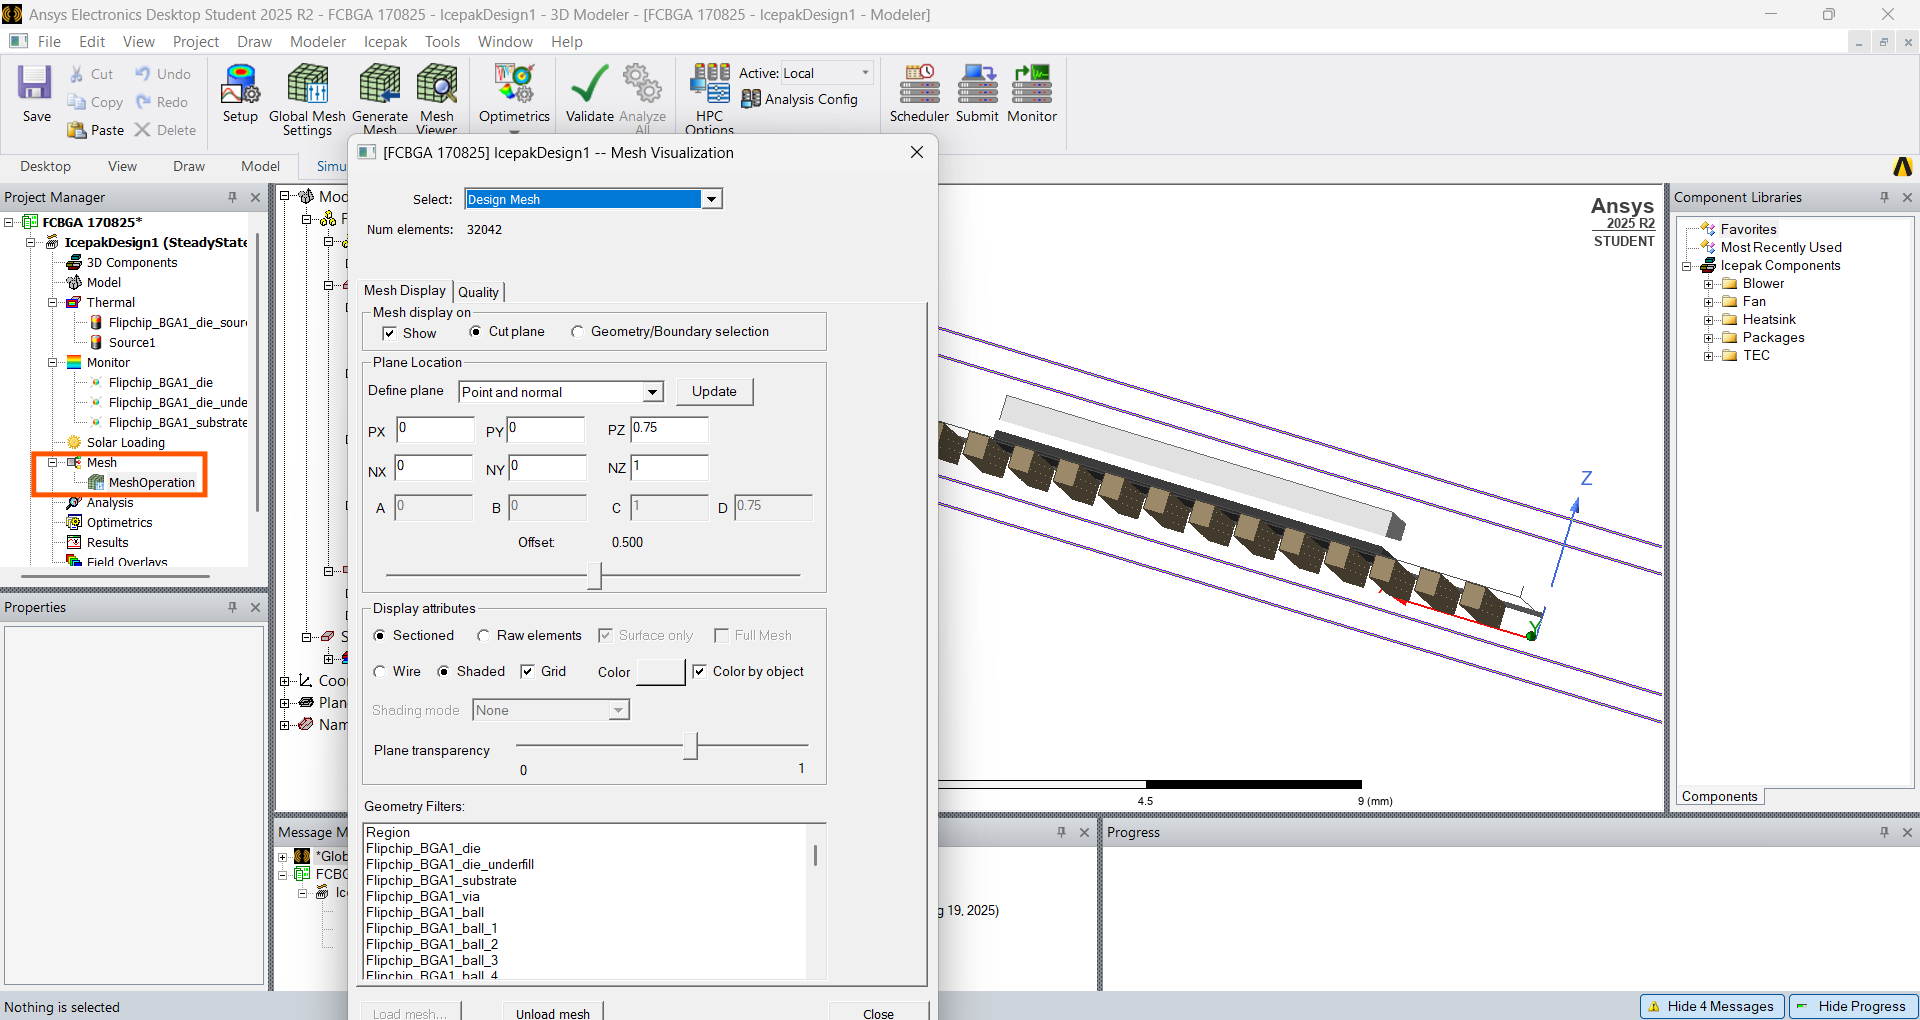 Ansys Electronics Desktop Student 2025 R2 - FCBGA 170825 - IcepakDesign1 - 3D Modeler - [FCBGA 170825 - IcepakDesign1 - Modeler]
File Edit View Project Draw Modeler Icepak Tools Window Help
Save
Cut
Copy
Paste
Undo
Redo
Delete
Setup
Global Mesh
Settings
Generate
Mesh
Mesh
Viewer
Optimetrics
Validate
Analyze
All
HPC
Options
Active: Local
Analysis Config
Scheduler
Submit
Monitor
Desktop View Draw Model Simu
Project Manager
FCBGA 170825*
IcepakDesign1 (SteadyState
3D Components
Model
Thermal
Flipchip_BGA1_die_sour
Source1
Monitor
Flipchip_BGA1_die
Flipchip_BGA1_die_unde
Flipchip_BGA1_substrate
Solar Loading
Mesh
MeshOperation
Analysis
Optimetrics
Results
Field Overlays
Properties
Nothing is selected
Mod
F
S
Coor
Plan
Nam
[FCBGA 170825] IcepakDesign1 -- Mesh Visualization
Select: Design Mesh
Num elements: 32042
Mesh Display Quality
Mesh display on
Show Cut plane Geometry/Boundary selection
Plane Location
Define plane Point and normal Update
PX 0 PY 0 PZ 0.75
NX 0 NY 0 NZ 1
A 0 B 0 C 1 D 0.75
Offset: 0.500
Display attributes
Sectioned Raw elements Surface only Full Mesh
Wire Shaded Grid Color Color by object
Shading mode None
Plane transparency
0 1
Geometry Filters:
Region
Flipchip_BGA1_die
Flipchip_BGA1_die_underfill
Flipchip_BGA1_substrate
Flipchip_BGA1_via
Flipchip_BGA1_ball
Flipchip_BGA1_ball_1
Flipchip_BGA1_ball_2
Flipchip_BGA1_ball_3
Flipchip_BGA1_ball_4
Load mesh... Unload mesh Close
Ansys
2025 R2
STUDENT
Z
Y
4.5 9 (mm)
Message M
*Glob
FCBG
Ic
g 19, 2025)
Progress
Component Libraries
Favorites
Most Recently Used
Icepak Components
Blower
Fan
Heatsink
Packages
TEC
Components
Hide 4 Messages Hide Progress